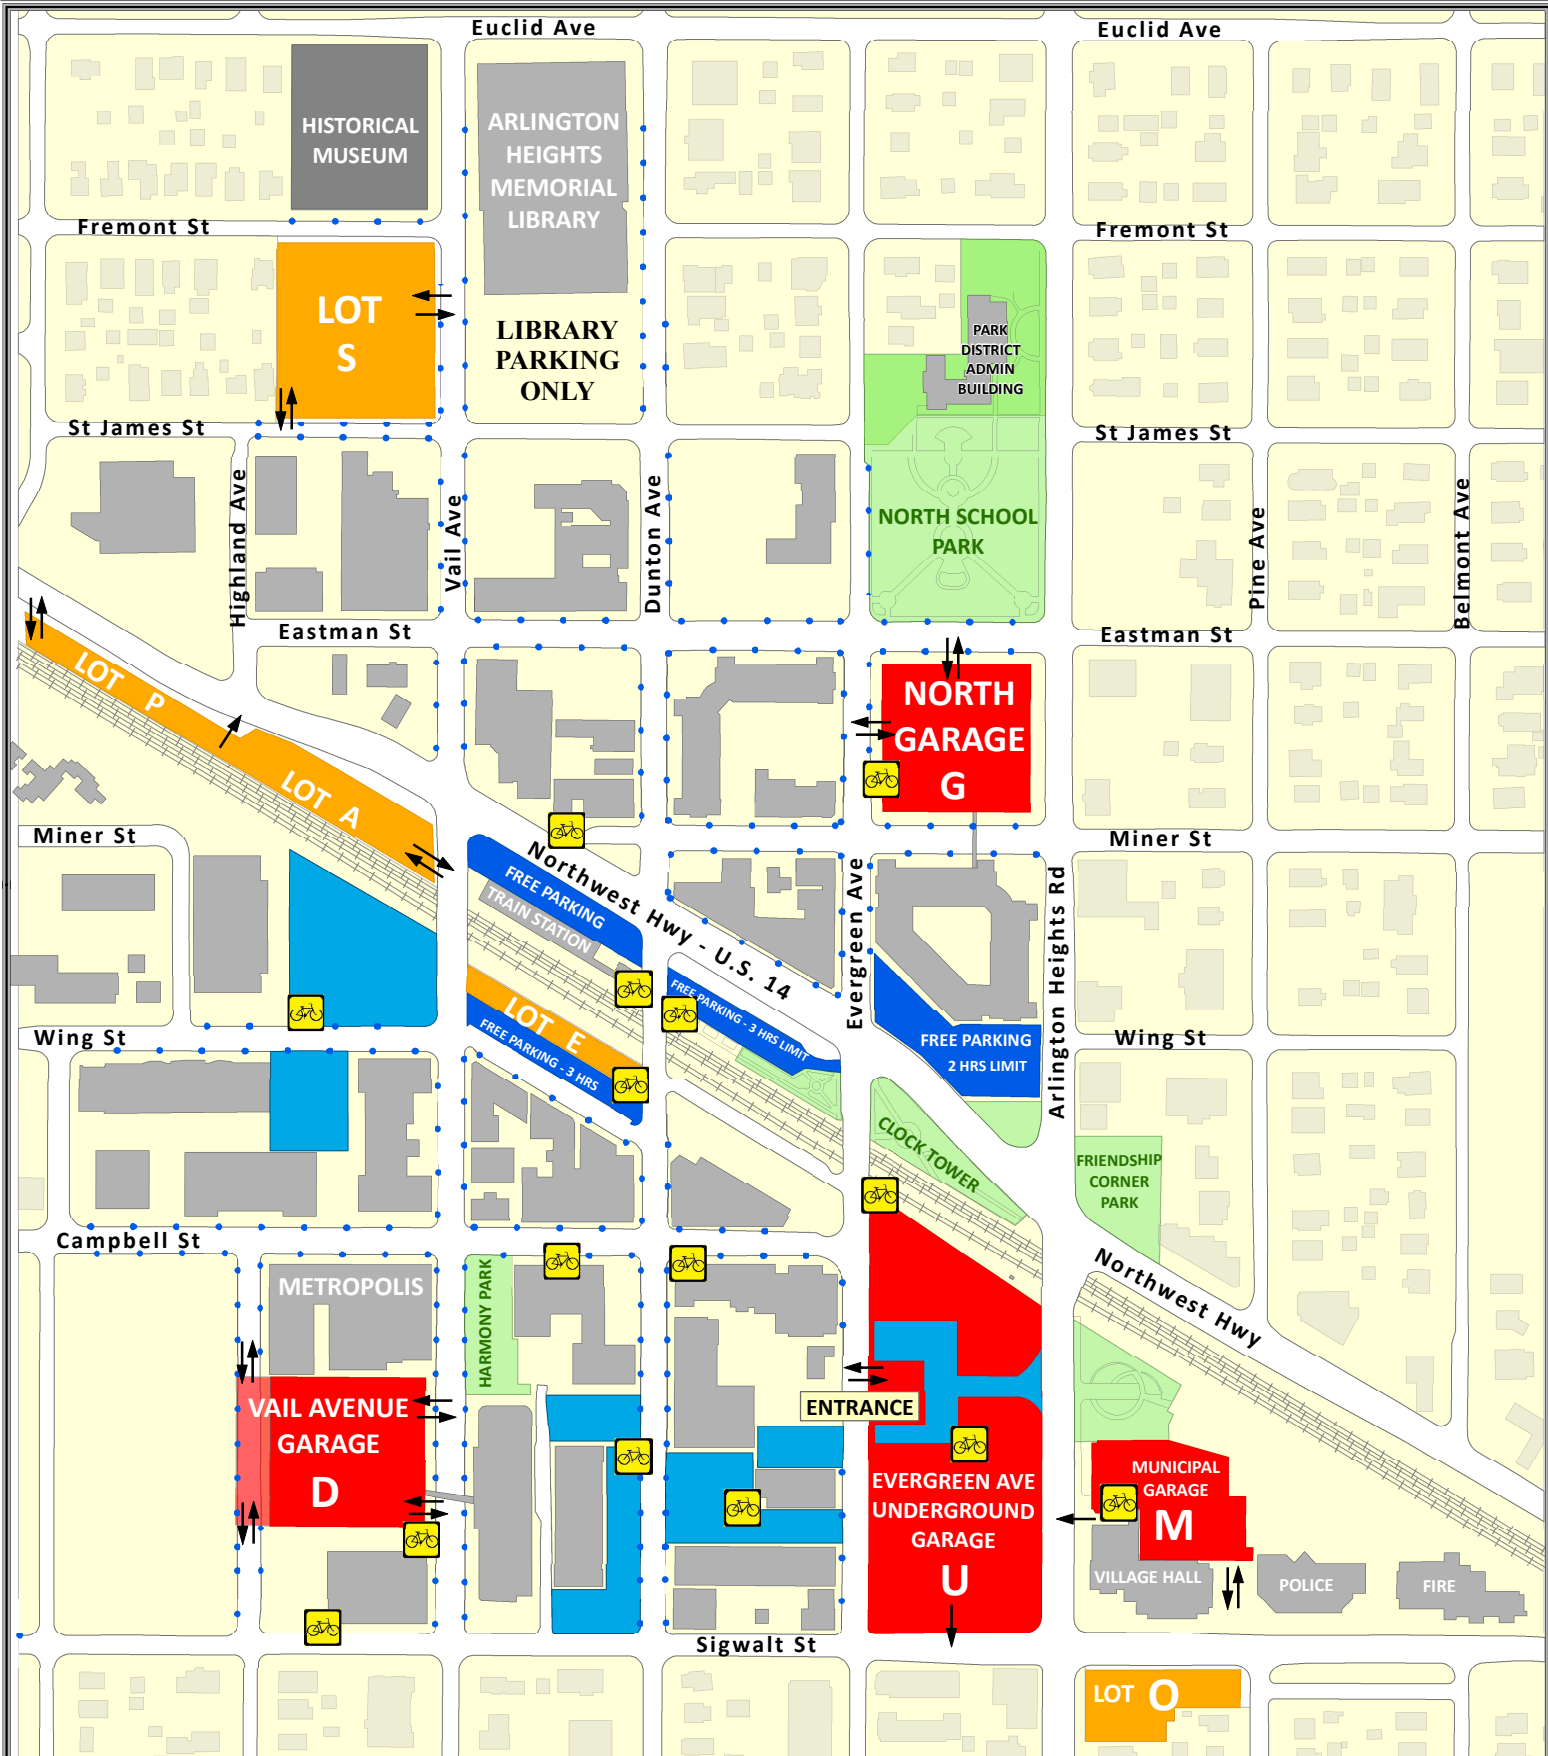 Euclid Ave
Euclid Ave
HISTORICAL
MUSEUM
ARLINGTON
HEIGHTS
MEMORIAL
LIBRARY
Fremont St
Fremont St
LOT
S
LIBRARY
PARKING
ONLY
PARK
DISTRICT
ADMIN
BUILDING
St James St
St James St
Highland Ave
Vail Ave
Dunton Ave
NORTH SCHOOL
PARK
Pine Ave
Belmont Ave
Eastman St
Eastman St
LOT P
LOT A
NORTH
GARAGE
G
Miner St
Miner St
Northwest Hwy - U.S. 14
FREE PARKING
TRAIN STATION
Evergreen Ave
Arlington Heights Rd
LOT E
FREE PARKING - 3 HRS
FREE PARKING - 3 HRS LIMIT
FREE PARKING
2 HRS LIMIT
Wing St
Wing St
CLOCK TOWER
FRIENDSHIP
CORNER
PARK
Campbell St
Northwest Hwy
METROPOLIS
HARMONY PARK
VAIL AVENUE
GARAGE
D
ENTRANCE
EVERGREEN AVE
UNDERGROUND
GARAGE
U
MUNICIPAL
GARAGE
M
VILLAGE HALL
POLICE
FIRE
Sigwalt St
LOT O